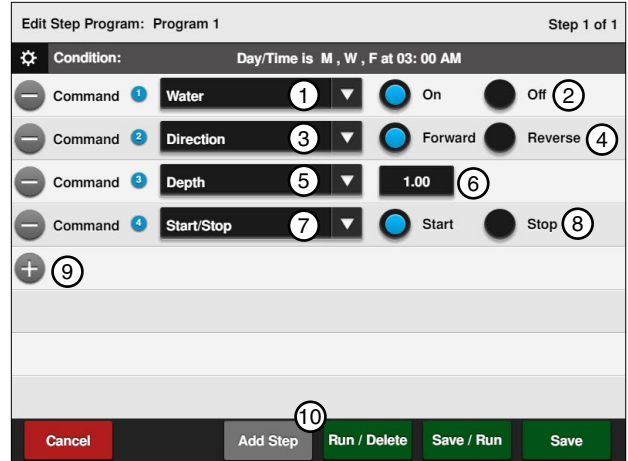 Edit Step Program: Program 1 Step 1 of 1
Condition: Day/Time is M , W , F at 03: 00 AM
Command 1 Water 1 On Off 2
Command 2 Direction 3 Forward Reverse 4
Command 3 Depth 5 1.00 6
Command 4 Start/Stop 7 Start Stop 8
9
10
Cancel Add Step Run / Delete Save / Run Save